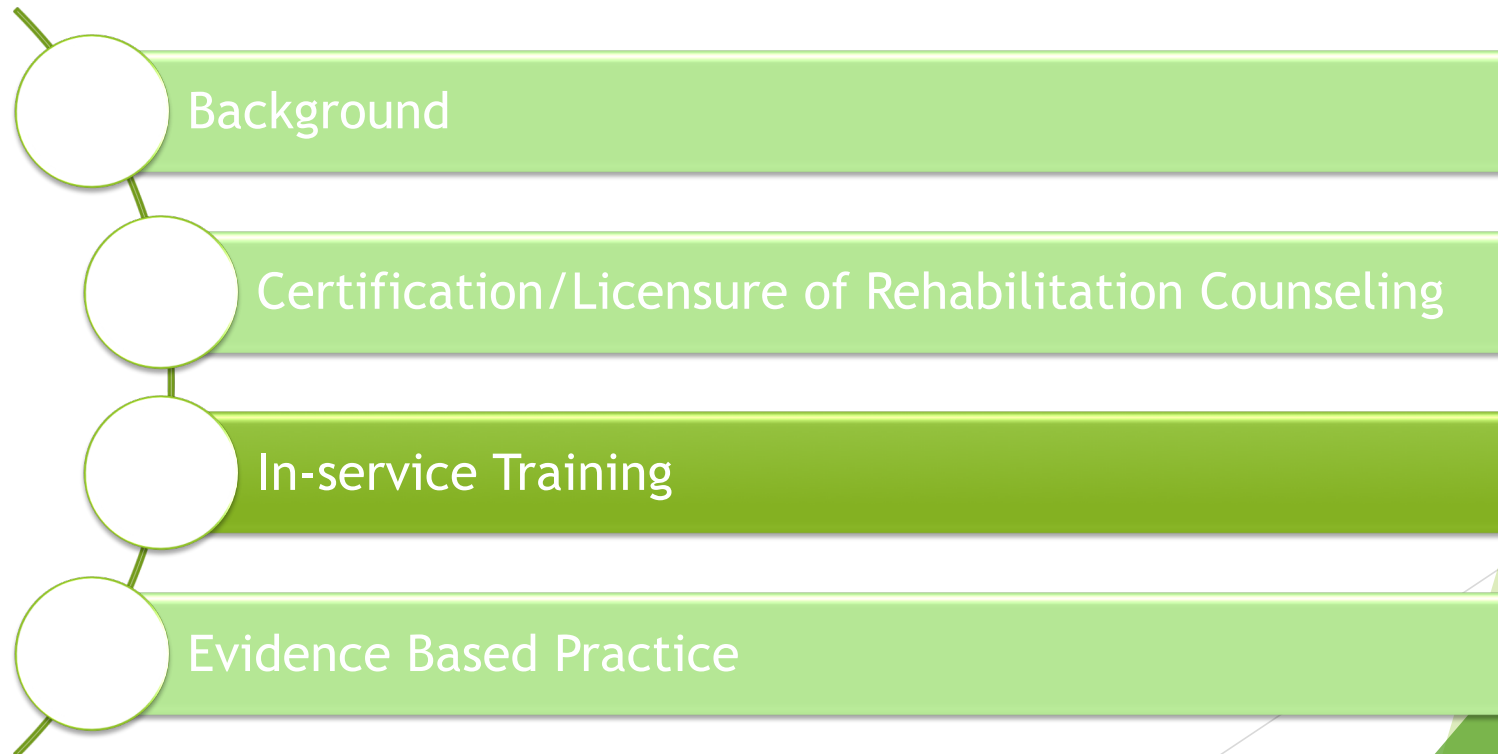 Background
Certification/Licensure of Rehabilitation Counseling
In-service Training
Evidence Based Practice